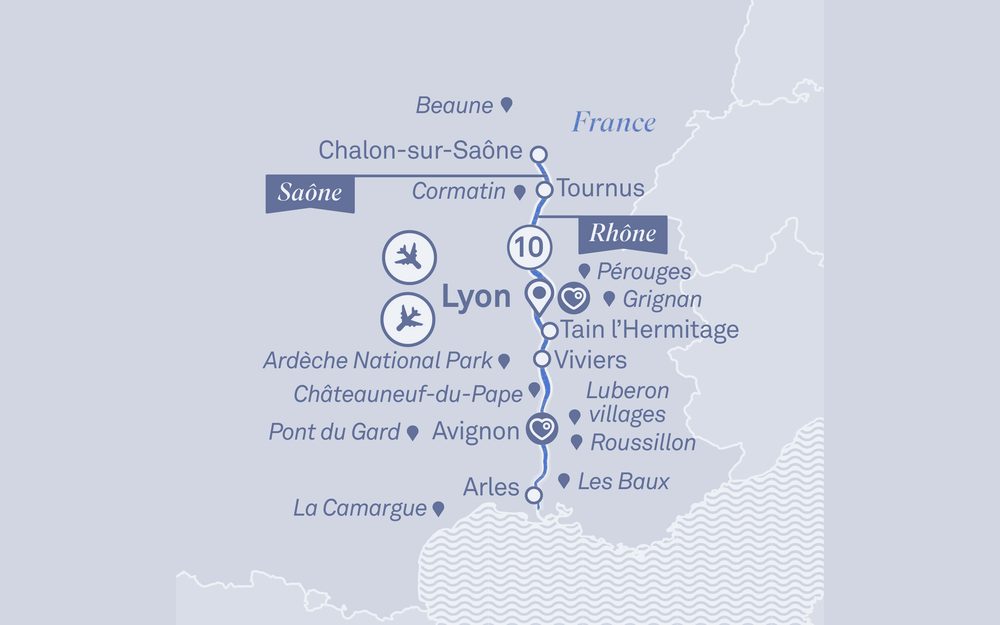 Beaune
France
Chalon-sur-Saône
Saône
Cormatin
Tournus
Rhône
10
Pérouges
Lyon
Grignan
Tain l'Hermitage
Ardèche National Park
Viviers
Châteauneuf-du-Pape
Luberon
villages
Pont du Gard
Avignon
Roussillon
Arles
Les Baux
La Camargue